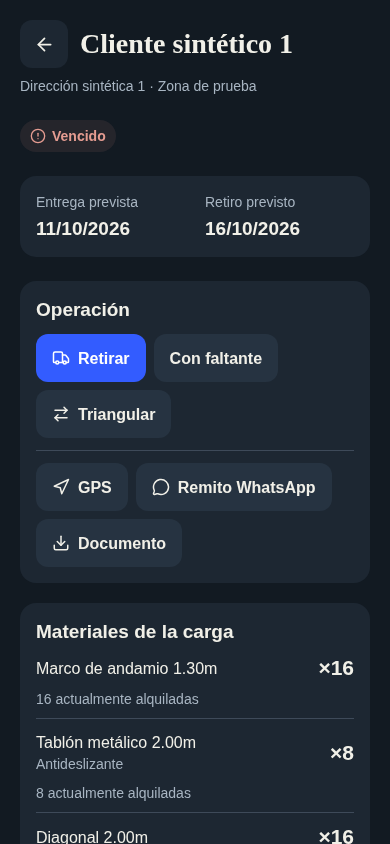 Cliente sintético 1
Dirección sintética 1 · Zona de prueba
Vencido
Entrega prevista
Retiro previsto
11/10/2026
16/10/2026
Operación
Retirar
Con faltante
Triangular
GPS
Remito WhatsApp
Documento
Materiales de la carga
Marco de andamio 1.30m ×16
16 actualmente alquiladas
Tablón metálico 2.00m ×8
Antideslizante
8 actualmente alquiladas
Diagonal 2.00m ×16